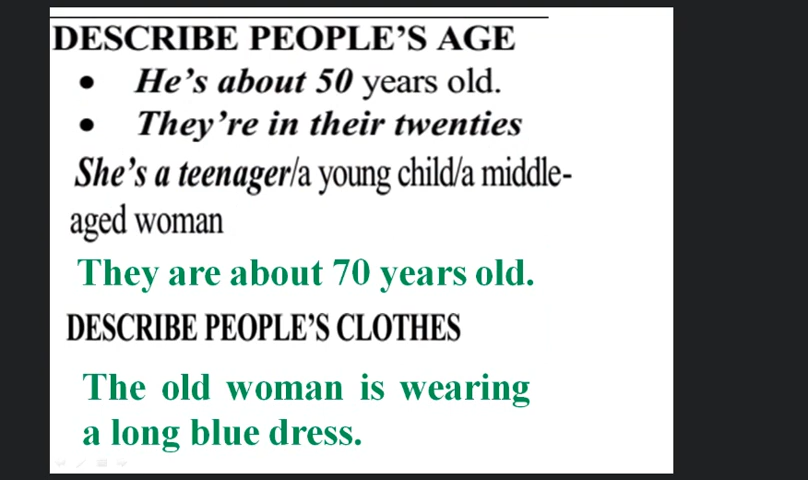 DESCRIBE PEOPLE'S AGE
• He's about 50 years old.
• They're in their twenties
She's a teenager/a young child/a middle-
aged woman
They are about 70 years old.
DESCRIBE PEOPLE'S CLOTHES
The old woman is wearing
a long blue dress.